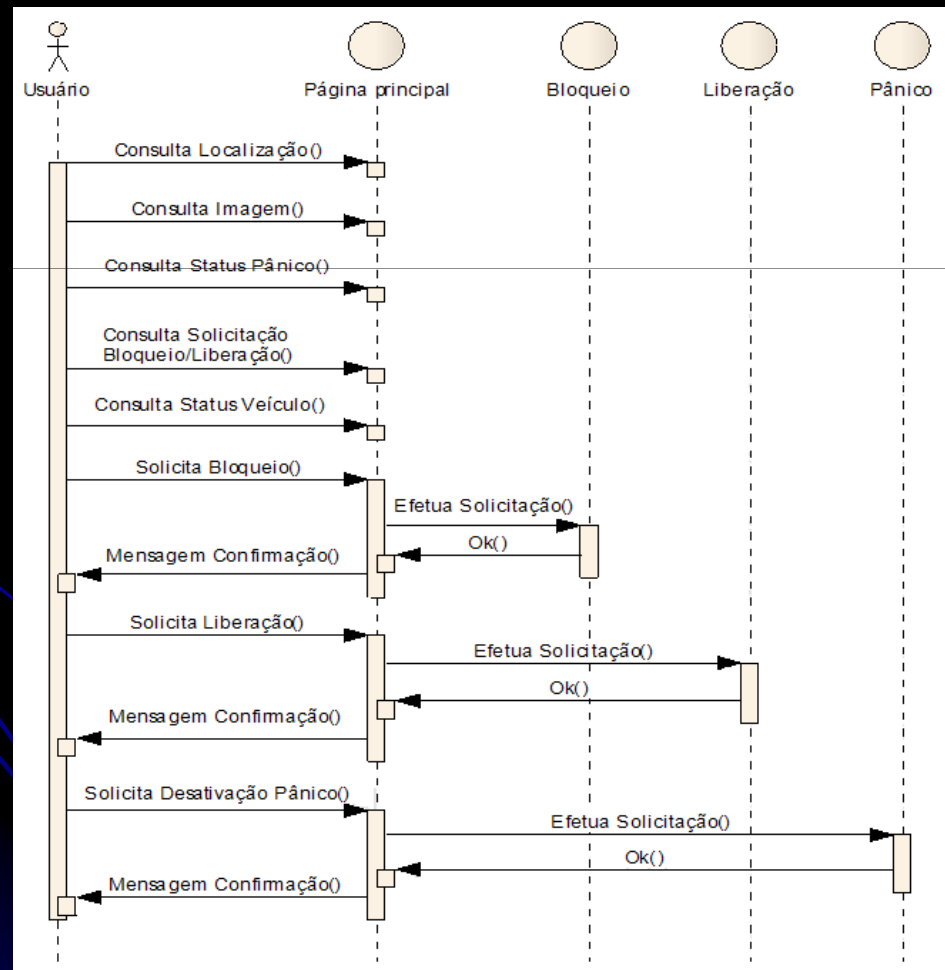 Usuário
Página principal
Bloqueio
Liberação
Pânico
Consulta Localização()
Consulta Imagem()
Consulta Status Pânico()
Consulta Solicitação
Bloqueio/Liberação()
Consulta Status Veículo()
Solicita Bloqueio()
Efetua Solicitação()
Ok()
Mensagem Confirmação()
Solicita Liberação()
Efetua Solicitação()
Ok()
Mensagem Confirmação()
Solicita Desativação Pânico()
Efetua Solicitação()
Ok()
Mensagem Confirmação()